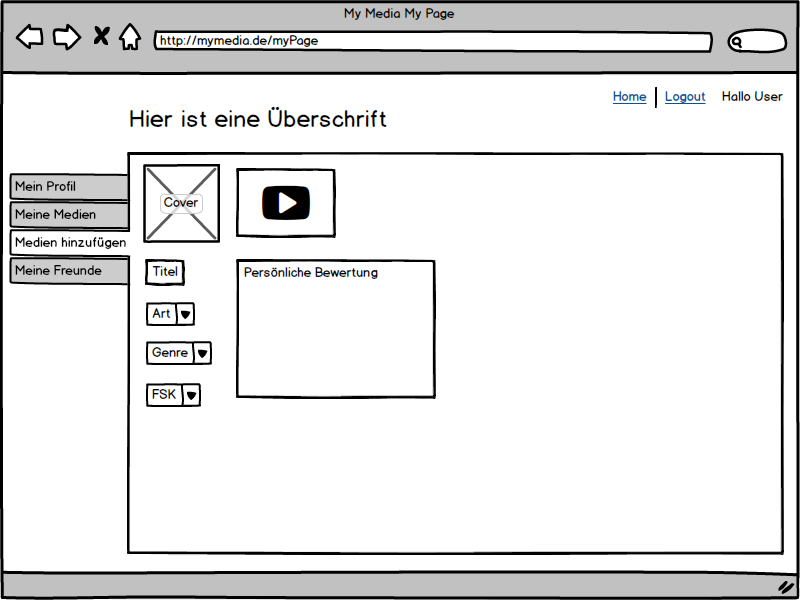 My Media My Page
http://mymedia.de/myPage
Home
Logout
Hallo User
Hier ist eine Überschrift
Mein Profil
Meine Medien
Medien hinzufügen
Meine Freunde
Cover
Titel
Art
Genre
FSK
Persönliche Bewertung